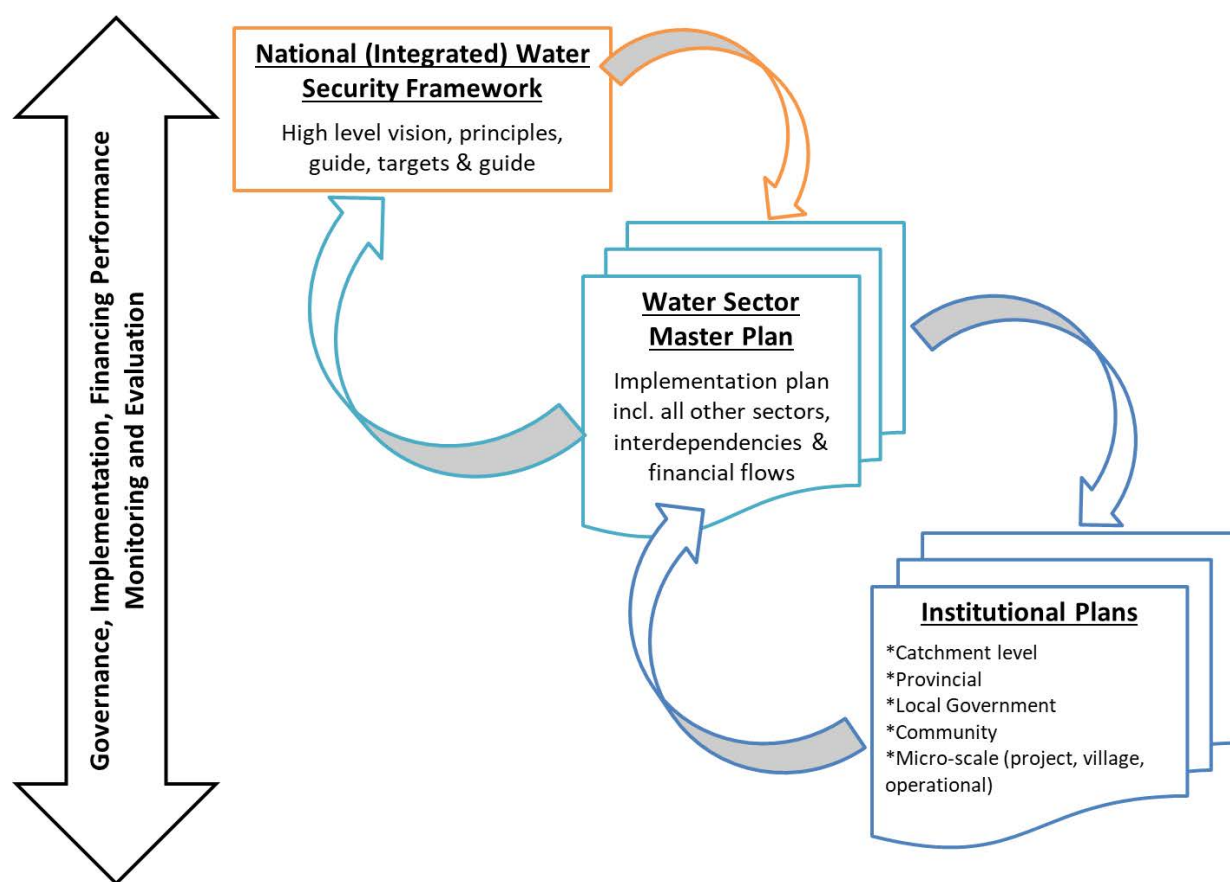 Governance, Implementation, Financing Performance
Monitoring and Evaluation
National (Integrated) Water
Security Framework
High level vision, principles,
guide, targets & guide
Water Sector
Master Plan
Implementation plan
incl. all other sectors,
interdependencies &
financial flows
Institutional Plans
*Catchment level
*Provincial
*Local Government
*Community
*Micro-scale (project, village,
operational)